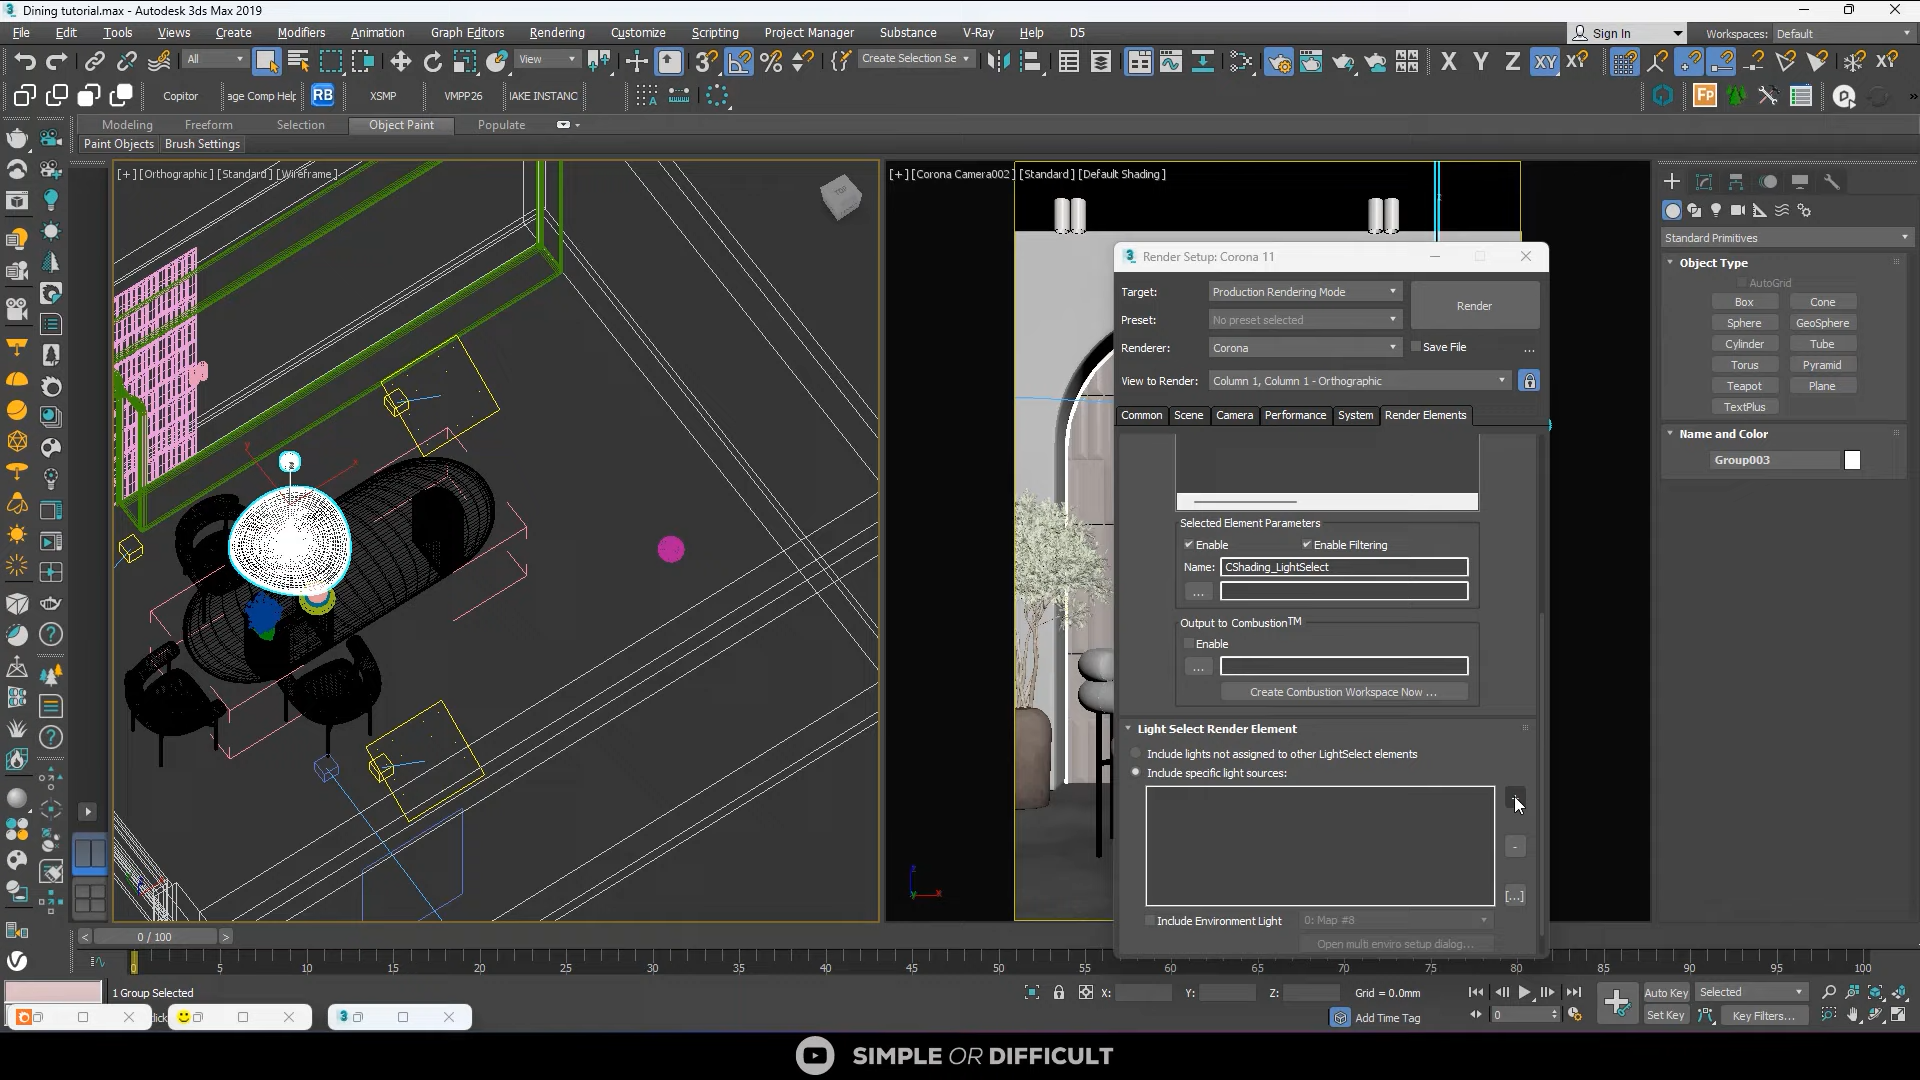 Dining tutorial.max - Autodesk 3ds Max 2019
File Edit Tools Views Create Modifiers Animation Graph Editors Rendering Customize Scripting Project Manager Substance V-Ray Help D5
Sign In Workspaces: Default
All View Create Selection Se X Y Z XY
Copitor age Comp Help RB XSMP VMPP26 IAKE INSTANC Fp
Modeling Freeform Selection Object Paint Populate
Paint Objects Brush Settings
[+] [Orthographic] [Standard] [Wireframe]
[+] [Corona Camera002] [Standard] [Default Shading]
TOP
Render Setup: Corona 11
Target: Production Rendering Mode
Render
Preset: No preset selected
Renderer: Corona Save File ...
View to Render: Column 1, Column 1 - Orthographic
Common Scene Camera Performance System Render Elements
Selected Element Parameters
Enable Enable Filtering
Name: CShading_LightSelect
...
Output to Combustion™
Enable
...
Create Combustion Workspace Now ...
Light Select Render Element
Include lights not assigned to other LightSelect elements
Include specific light sources:
-
[...]
Include Environment Light 0: Map #8
Open multi enviro setup dialog...
Standard Primitives
Object Type
AutoGrid
Box Cone
Sphere GeoSphere
Cylinder Tube
Torus Pyramid
Teapot Plane
TextPlus
Name and Color
Group003
< 0 / 100 >
0 5 10 15 20 25 30 35 40 45 50 55 60 65 70 75 80 85 90 95 100
1 Group Selected
X: Y: Z: Grid = 0.0mm
Auto Key Selected
Add Time Tag 0 Set Key Key Filters...
SIMPLE OR DIFFICULT